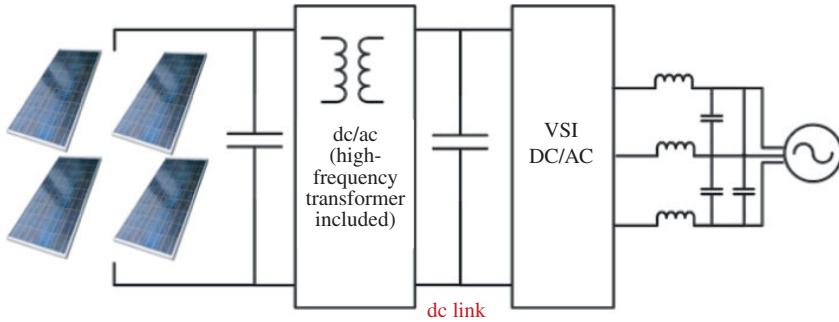 dc/ac
(high-
frequency
transformer
included)
VSI
DC/AC
dc link